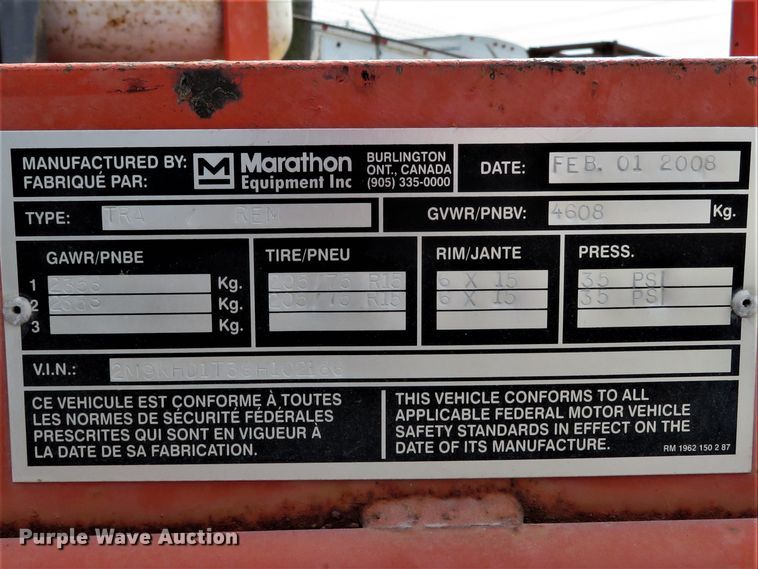 MANUFACTURED BY:
FABRIQUÉ PAR:
Marathon
Equipment Inc
BURLINGTON
ONT., CANADA
(905) 335-0000
DATE: FEB. 01 2008
TYPE: TRA / REM
GVWR/PNBV: 4608 Kg.
GAWR/PNBE TIRE/PNEU RIM/JANTE PRESS.
1 Kg. 205/75 R15 6 X 15 35 PSI
2 Kg. 205/75 R15 6 X 15 35 PSI
3 Kg.
V.I.N.:
CE VEHICULE EST CONFORME À TOUTES
LES NORMES DE SÉCURITÉ FÉDÉRALES
PRESCRITES QUI SONT EN VIGUEUR À
LA DATE DE SA FABRICATION.
THIS VEHICLE CONFORMS TO ALL
APPLICABLE FEDERAL MOTOR VEHICLE
SAFETY STANDARDS IN EFFECT ON THE
DATE OF ITS MANUFACTURE.
RM 1962 150 2 87
Purple Wave Auction